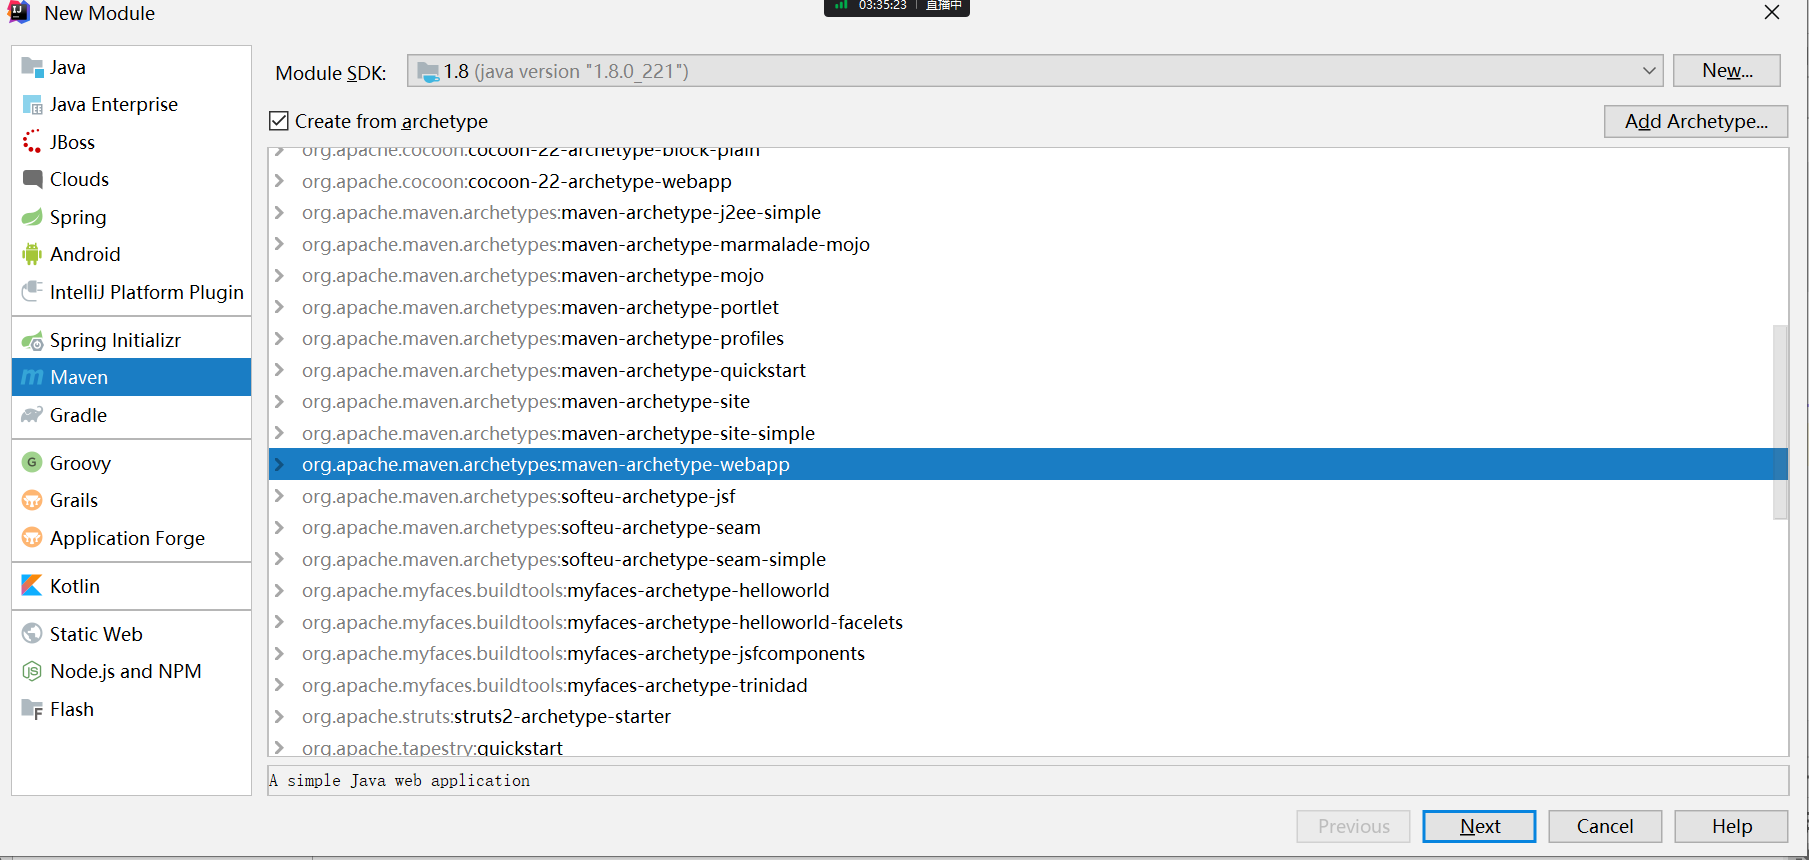 New Module
03:35:23 直播中
Java
Java Enterprise
JBoss
Clouds
Spring
Android
IntelliJ Platform Plugin
Spring Initializr
Maven
Gradle
Groovy
Grails
Application Forge
Kotlin
Static Web
Node.js and NPM
Flash
Module SDK:
1.8 (java version "1.8.0_221")
New...
Create from archetype
Add Archetype...
org.apache.cocoon:cocoon-22-archetype-block-plain
org.apache.cocoon:cocoon-22-archetype-webapp
org.apache.maven.archetypes:maven-archetype-j2ee-simple
org.apache.maven.archetypes:maven-archetype-marmalade-mojo
org.apache.maven.archetypes:maven-archetype-mojo
org.apache.maven.archetypes:maven-archetype-portlet
org.apache.maven.archetypes:maven-archetype-profiles
org.apache.maven.archetypes:maven-archetype-quickstart
org.apache.maven.archetypes:maven-archetype-site
org.apache.maven.archetypes:maven-archetype-site-simple
org.apache.maven.archetypes:maven-archetype-webapp
org.apache.maven.archetypes:softeu-archetype-jsf
org.apache.maven.archetypes:softeu-archetype-seam
org.apache.maven.archetypes:softeu-archetype-seam-simple
org.apache.myfaces.buildtools:myfaces-archetype-helloworld
org.apache.myfaces.buildtools:myfaces-archetype-helloworld-facelets
org.apache.myfaces.buildtools:myfaces-archetype-jsfcomponents
org.apache.myfaces.buildtools:myfaces-archetype-trinidad
org.apache.struts:struts2-archetype-starter
org.apache.tapestry:quickstart
A simple Java web application
Previous
Next
Cancel
Help